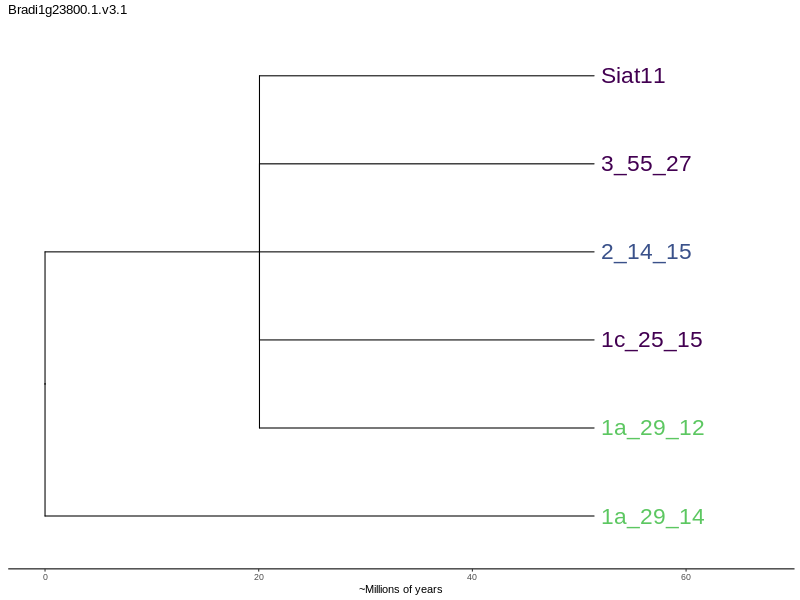 Bradi1g23800.1.v3.1
Siat11
3_55_27
2_14_15
1c_25_15
1a_29_12
1a_29_14
0 20 40 60
~Millions of years